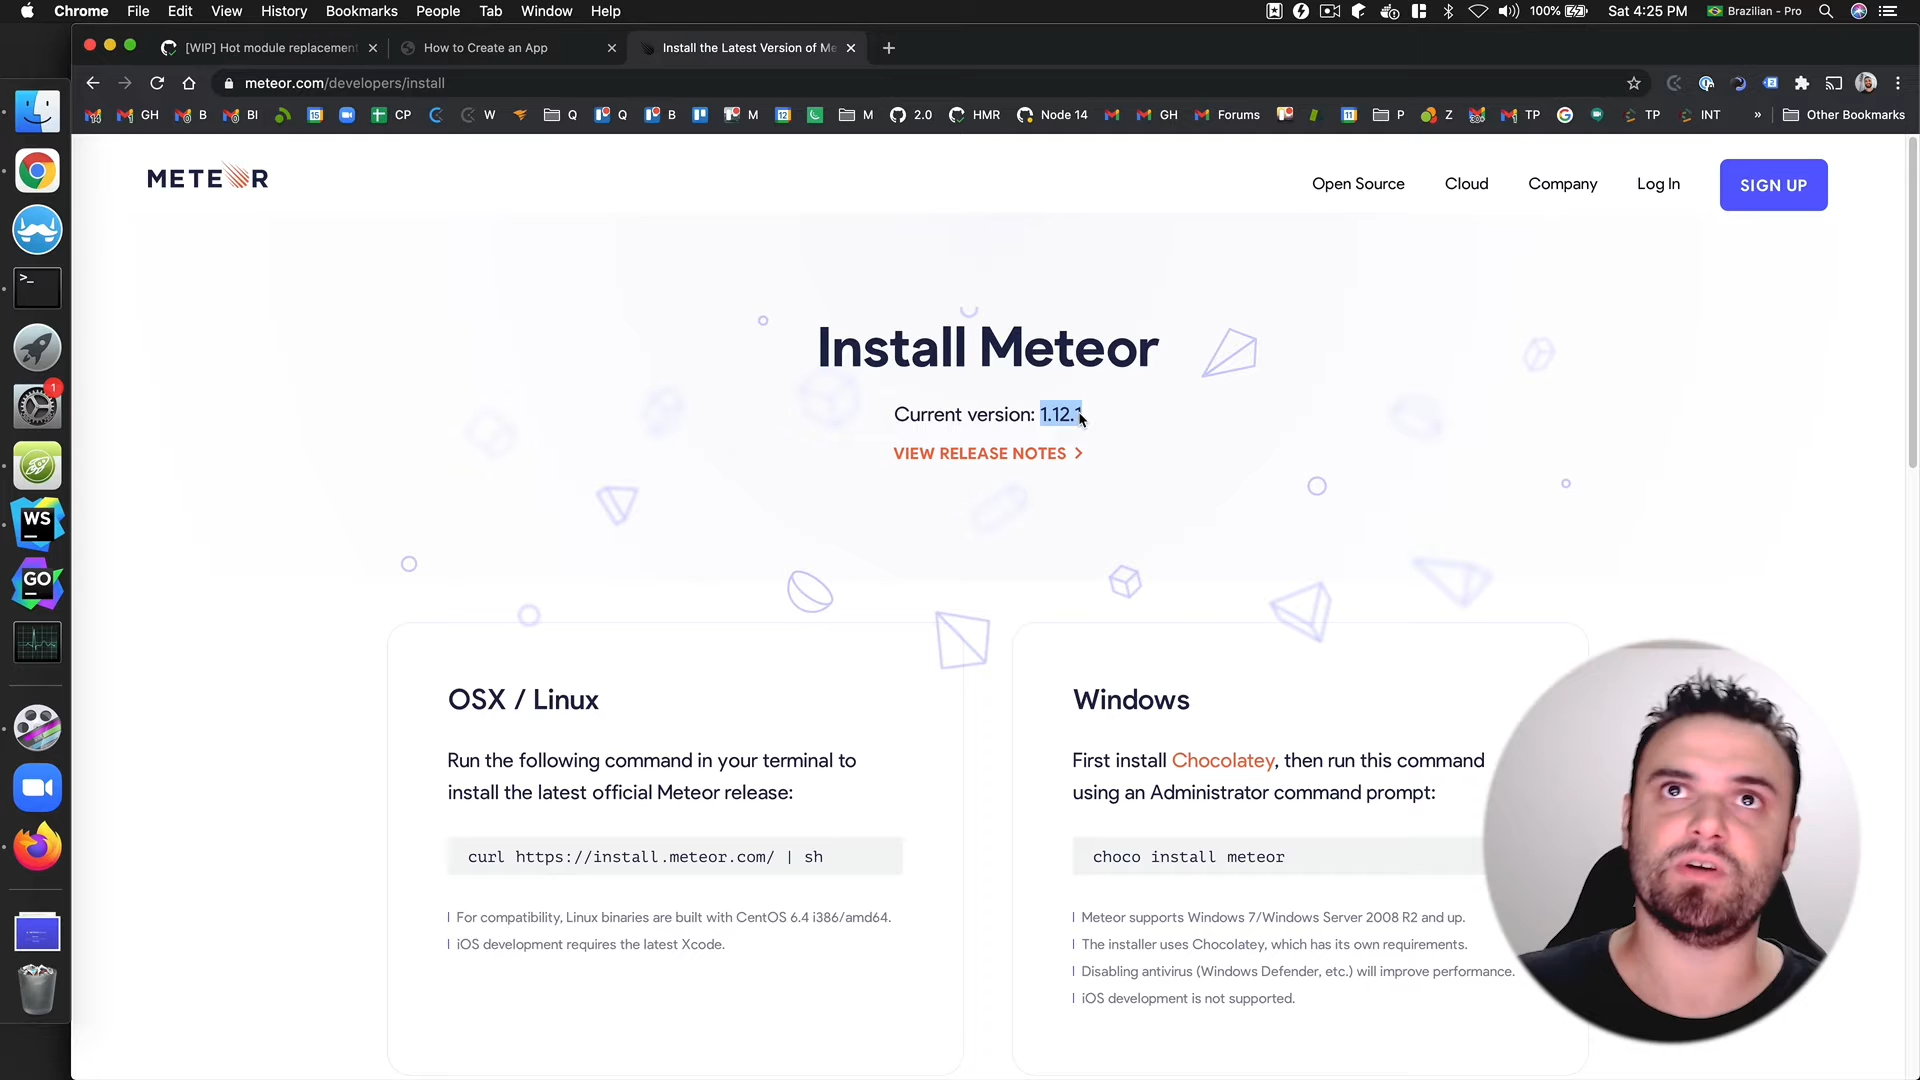 Chrome File Edit View History Bookmarks People Tab Window Help 100% Sat 4:25 PM Brazilian - Pro
[WIP] Hot module replacement How to Create an App Install the Latest Version of Me
meteor.com/developers/install
GH B BI 15 CP W Q Q B M 12 M 2.0 HMR Node 14 GH Forums 11 P Z TP TP INT » Other Bookmarks
METEOR Open Source Cloud Company Log In SIGN UP
Install Meteor
Current version: 1.12.1
VIEW RELEASE NOTES >
OSX / Linux
Run the following command in your terminal to
install the latest official Meteor release:
curl https://install.meteor.com/ | sh
For compatibility, Linux binaries are built with CentOS 6.4 i386/amd64.
iOS development requires the latest Xcode.
Windows
First install Chocolatey, then run this command
using an Administrator command prompt:
choco install meteor
Meteor supports Windows 7/Windows Server 2008 R2 and up.
The installer uses Chocolatey, which has its own requirements.
Disabling antivirus (Windows Defender, etc.) will improve performance.
iOS development is not supported.
>_
1
WS
GO